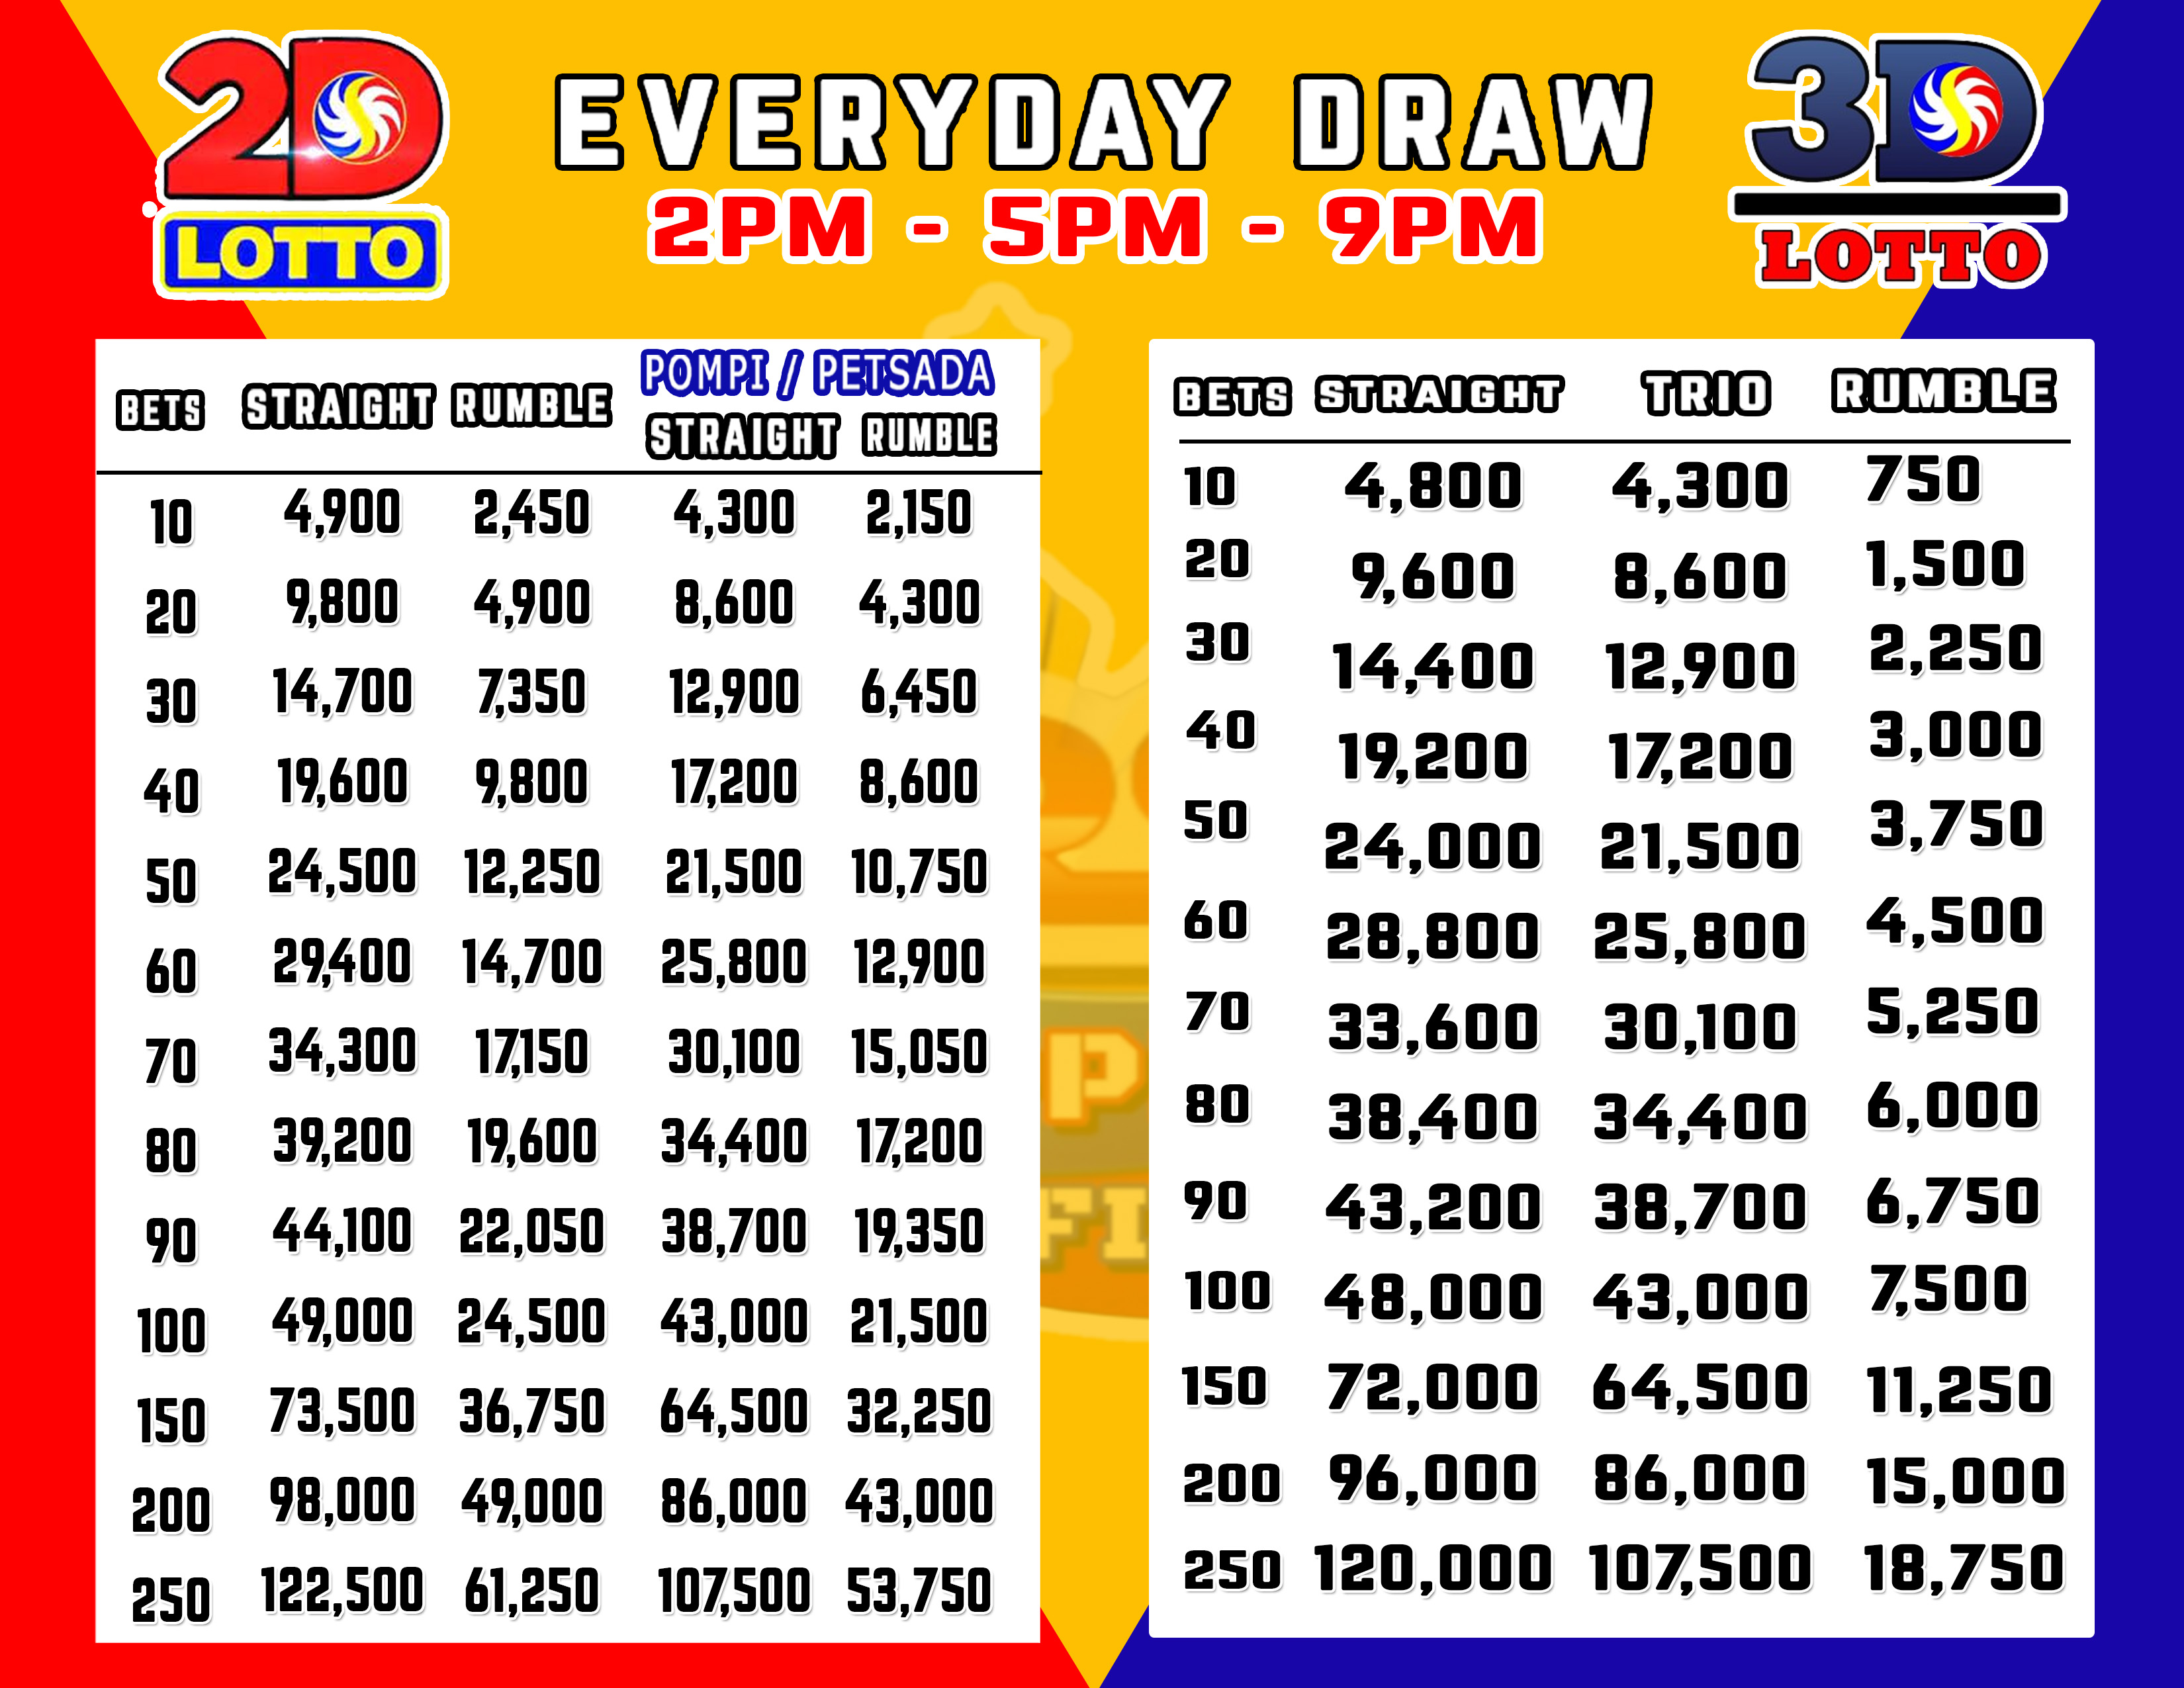 2D
LOTTO
EVERYDAY DRAW
2PM - 5PM - 9PM
3D
LOTTO
POMPI / PETSADA
BETS STRAIGHT RUMBLE STRAIGHT RUMBLE
10 4,900 2,450 4,300 2,150
20 9,800 4,900 8,600 4,300
30 14,700 7,350 12,900 6,450
40 19,600 9,800 17,200 8,600
50 24,500 12,250 21,500 10,750
60 29,400 14,700 25,800 12,900
70 34,300 17,150 30,100 15,050
80 39,200 19,600 34,400 17,200
90 44,100 22,050 38,700 19,350
100 49,000 24,500 43,000 21,500
150 73,500 36,750 64,500 32,250
200 98,000 49,000 86,000 43,000
250 122,500 61,250 107,500 53,750
BETS STRAIGHT TRIO RUMBLE
10 4,800 4,300 750
20 9,600 8,600 1,500
30 14,400 12,900 2,250
40 19,200 17,200 3,000
50 24,000 21,500 3,750
60 28,800 25,800 4,500
70 33,600 30,100 5,250
80 38,400 34,400 6,000
90 43,200 38,700 6,750
100 48,000 43,000 7,500
150 72,000 64,500 11,250
200 96,000 86,000 15,000
250 120,000 107,500 18,750